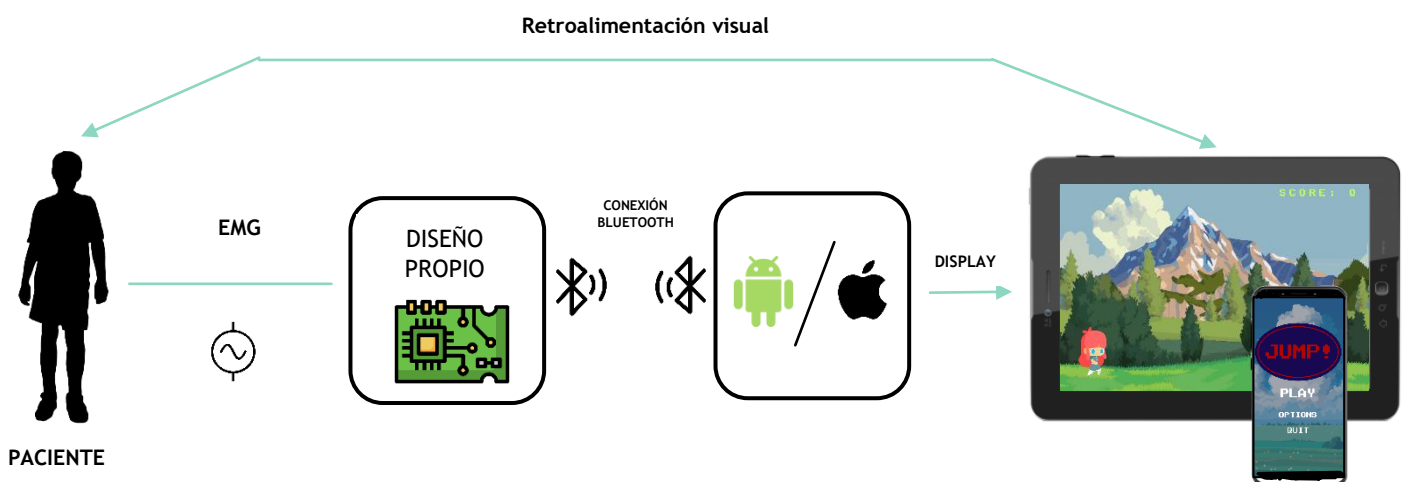 Retroalimentación visual
EMG
DISEÑO
PROPIO
CONEXIÓN
BLUETOOTH
DISPLAY
SCORE: 0
JUMP!
PLAY
OPTIONS
QUIT
PACIENTE